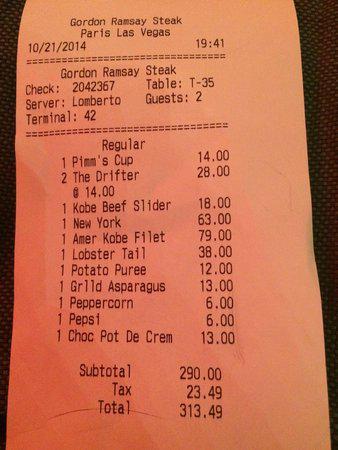 Gordon Ramsay Steak
Paris Las Vegas
10/21/2014 19:41
================================
Gordon Ramsay Steak
Check: 2042367 Table: T-35
Server: Lomberto Guests: 2
Terminal: 42
================================
Regular
1 Pimm's Cup 14.00
2 The Drifter 28.00
@ 14.00
1 Kobe Beef Slider 18.00
1 New York 63.00
1 Amer Kobe Filet 79.00
1 Lobster Tail 38.00
1 Potato Puree 12.00
1 Grlld Asparagus 13.00
1 Peppercorn 6.00
1 Pepsi 6.00
1 Choc Pot De Crem 13.00
Subtotal 290.00
Tax 23.49
Total 313.49